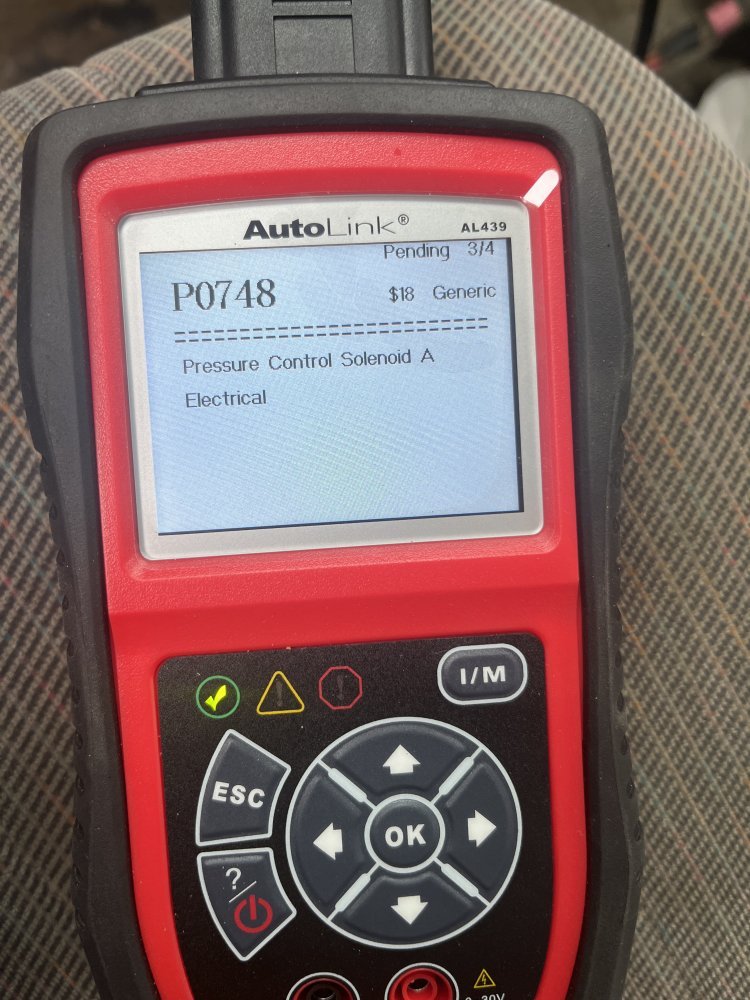 AutoLink® AL439
Pending 3/4
P0748 $18 Generic
================================
Pressure Control Solenoid A
Electrical
I/M
ESC
OK
?